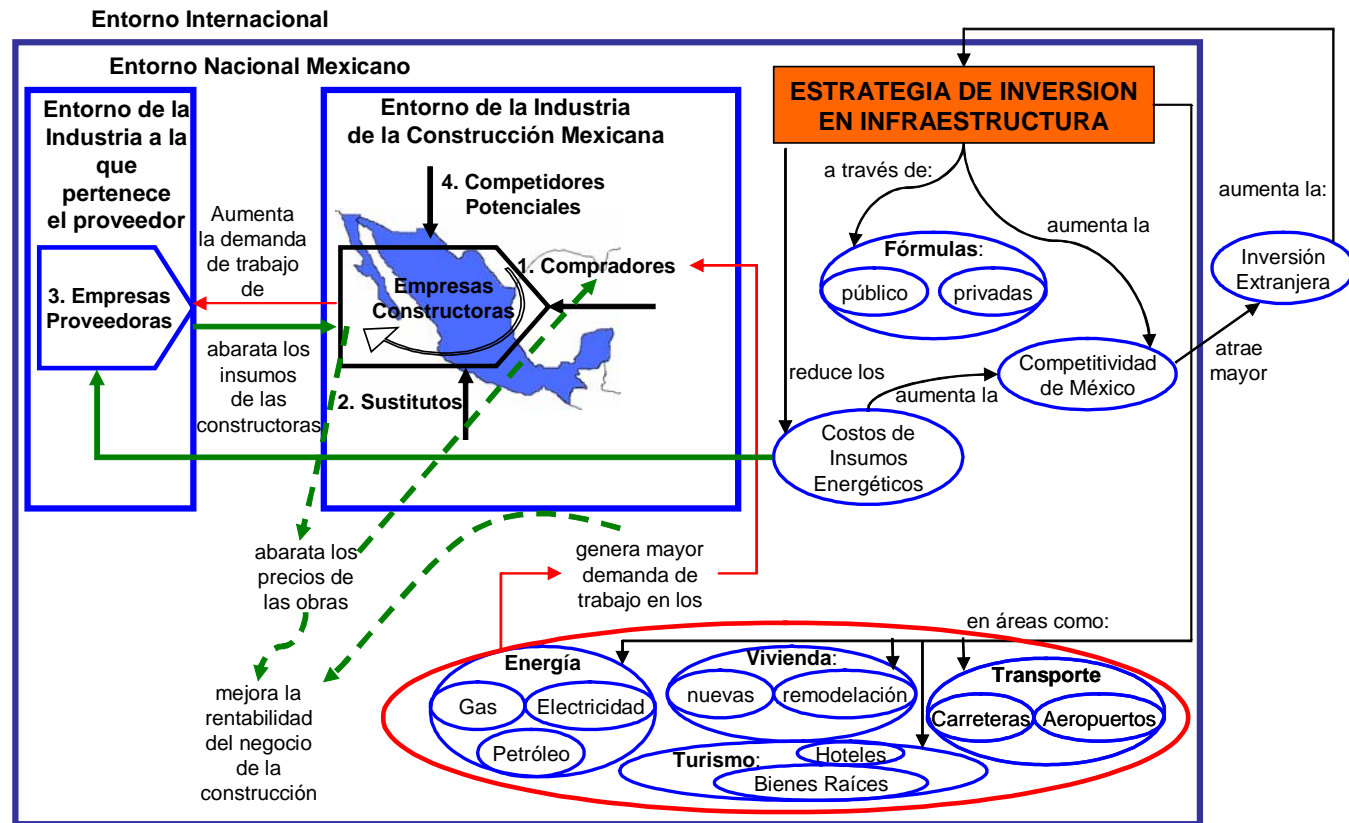 Entorno Internacional
Entorno Nacional Mexicano
Entorno de la
Industria a la
que
pertenece
el proveedor
3. Empresas
Proveedoras
Aumenta
la demanda
de trabajo
de
abarata los
insumos
de las
constructoras
Entorno de la Industria
de la Construcción Mexicana
4. Competidores
Potenciales
1. Compradores
Empresas
Constructoras
2. Sustitutos
ESTRATEGIA DE INVERSION
EN INFRAESTRUCTURA
a través de:
Fórmulas:
público
privadas
aumenta la
aumenta la:
Inversión
Extranjera
atrae
mayor
Competitividad
de México
reduce los
aumenta la
Costos de
Insumos
Energéticos
abarata los
precios de
las obras
genera mayor
demanda de
trabajo en los
mejora la
rentabilidad
del negocio
de la
construcción
en áreas como:
Energía
Gas
Electricidad
Petróleo
Vivienda:
nuevas
remodelación
Transporte
Carreteras
Aeropuertos
Turismo:
Hoteles
Bienes Raíces